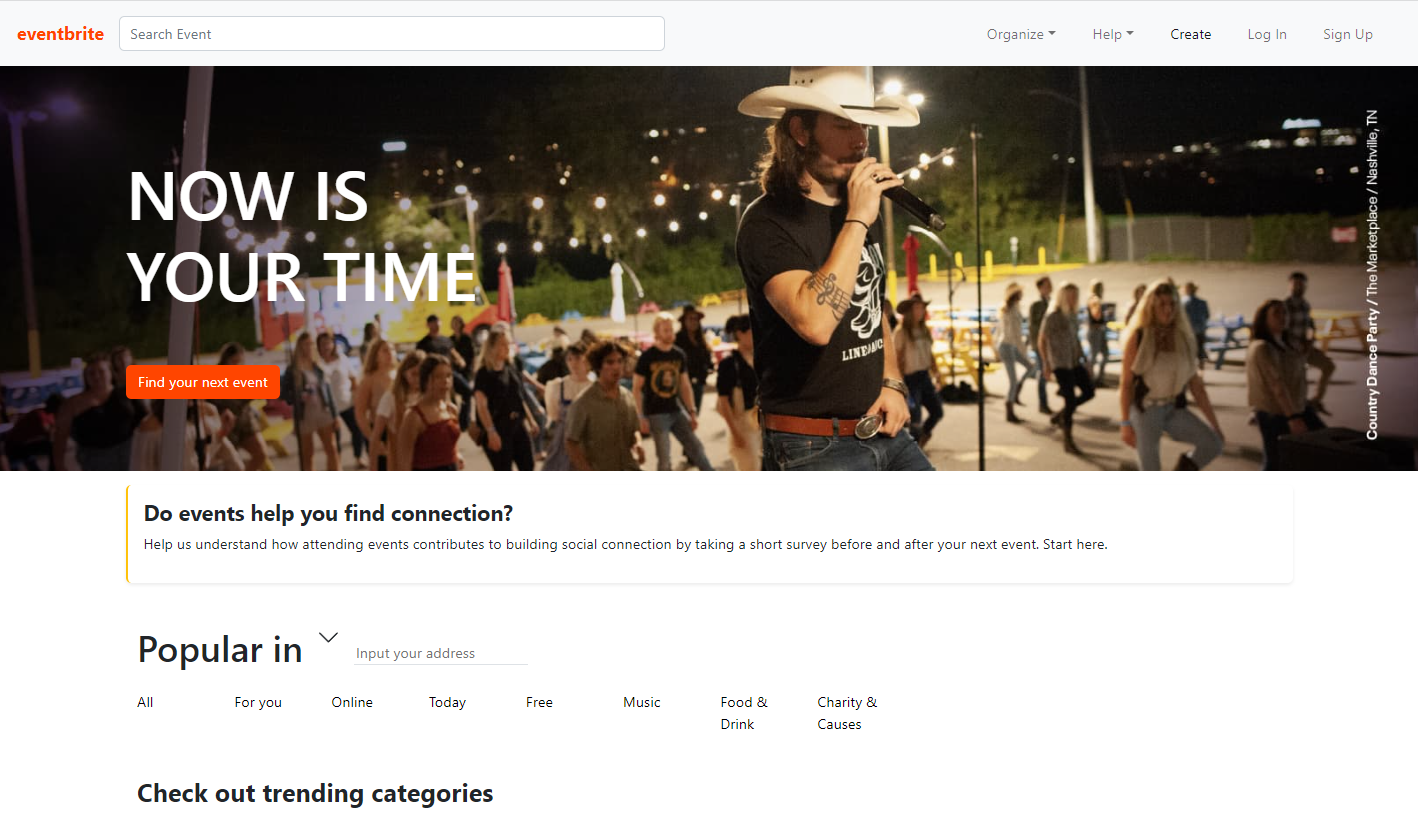 eventbrite
Search Event
Organize
Help
Create
Log In
Sign Up
NOW IS
YOUR TIME
Find your next event
Country Dance Party / The Marketplace / Nashville, TN
Do events help you find connection?
Help us understand how attending events contributes to building social connection by taking a short survey before and after your next event. Start here.
Popular in
Input your address
All
For you
Online
Today
Free
Music
Food &
Drink
Charity &
Causes
Check out trending categories